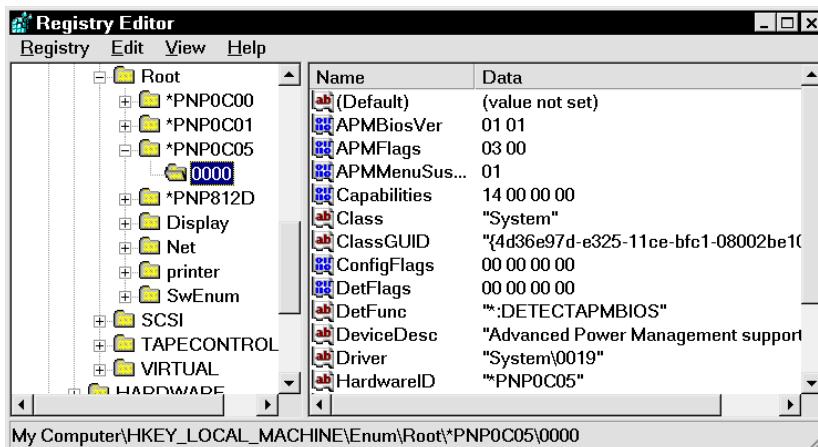 Registry Editor
Registry Edit View Help
Root
*PNP0C00
*PNP0C01
*PNP0C05
0000
*PNP812D
Display
Net
printer
SwEnum
SCSI
TAPECONTROL
VIRTUAL
HARDWARE
Name Data
(Default) (value not set)
APMBiosVer 01 01
APMFlags 03 00
APMMenuSus... 01
Capabilities 14 00 00 00
Class "System"
ClassGUID "{4d36e97d-e325-11ce-bfc1-08002be10
ConfigFlags 00 00 00 00
DetFlags 00 00 00 00
DetFunc "*:DETECTAPMBIOS"
DeviceDesc "Advanced Power Management support
Driver "System\0019"
HardwareID "*PNP0C05"
My Computer\HKEY_LOCAL_MACHINE\Enum\Root\*PNP0C05\0000